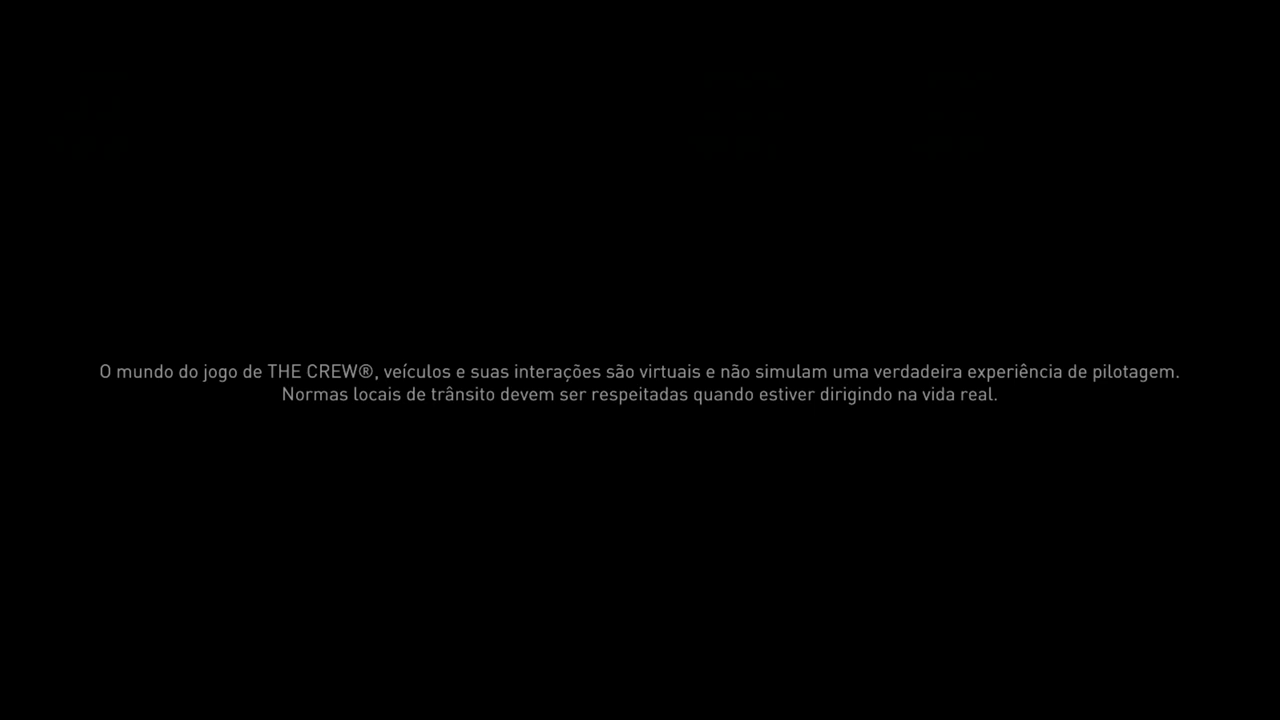 O mundo do jogo de THE CREW®, veículos e suas interações são virtuais e não simulam uma verdadeira experiência de pilotagem.
Normas locais de trânsito devem ser respeitadas quando estiver dirigindo na vida real.